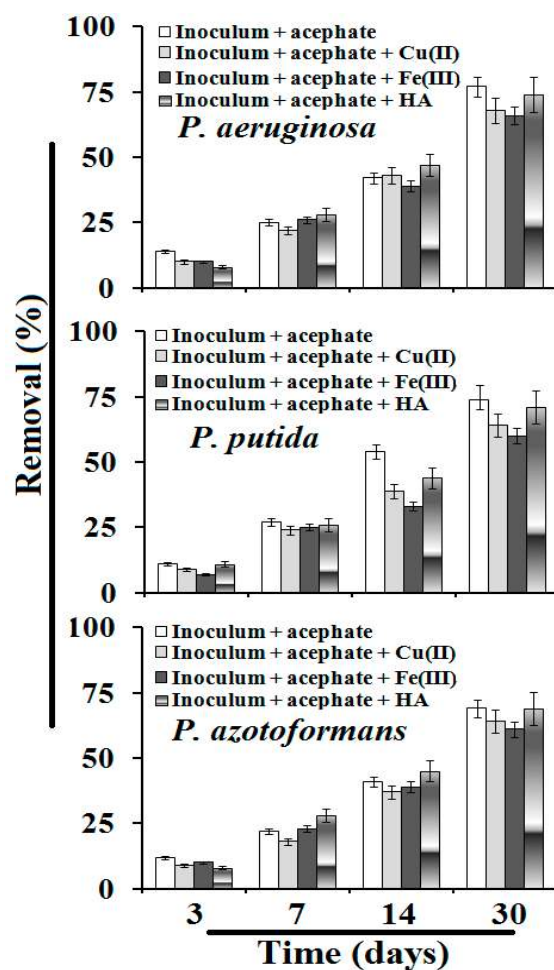 100
75
50
25
0
Inoculum + acephate
Inoculum + acephate + Cu(II)
Inoculum + acephate + Fe(III)
Inoculum + acephate + HA
P. aeruginosa
100
75
50
25
0
Inoculum + acephate
Inoculum + acephate + Cu(II)
Inoculum + acephate + Fe(III)
Inoculum + acephate + HA
P. putida
100
75
50
25
0
Inoculum + acephate
Inoculum + acephate + Cu(II)
Inoculum + acephate + Fe(III)
Inoculum + acephate + HA
P. azotoformans
Removal (%)
3 7 14 30
Time (days)